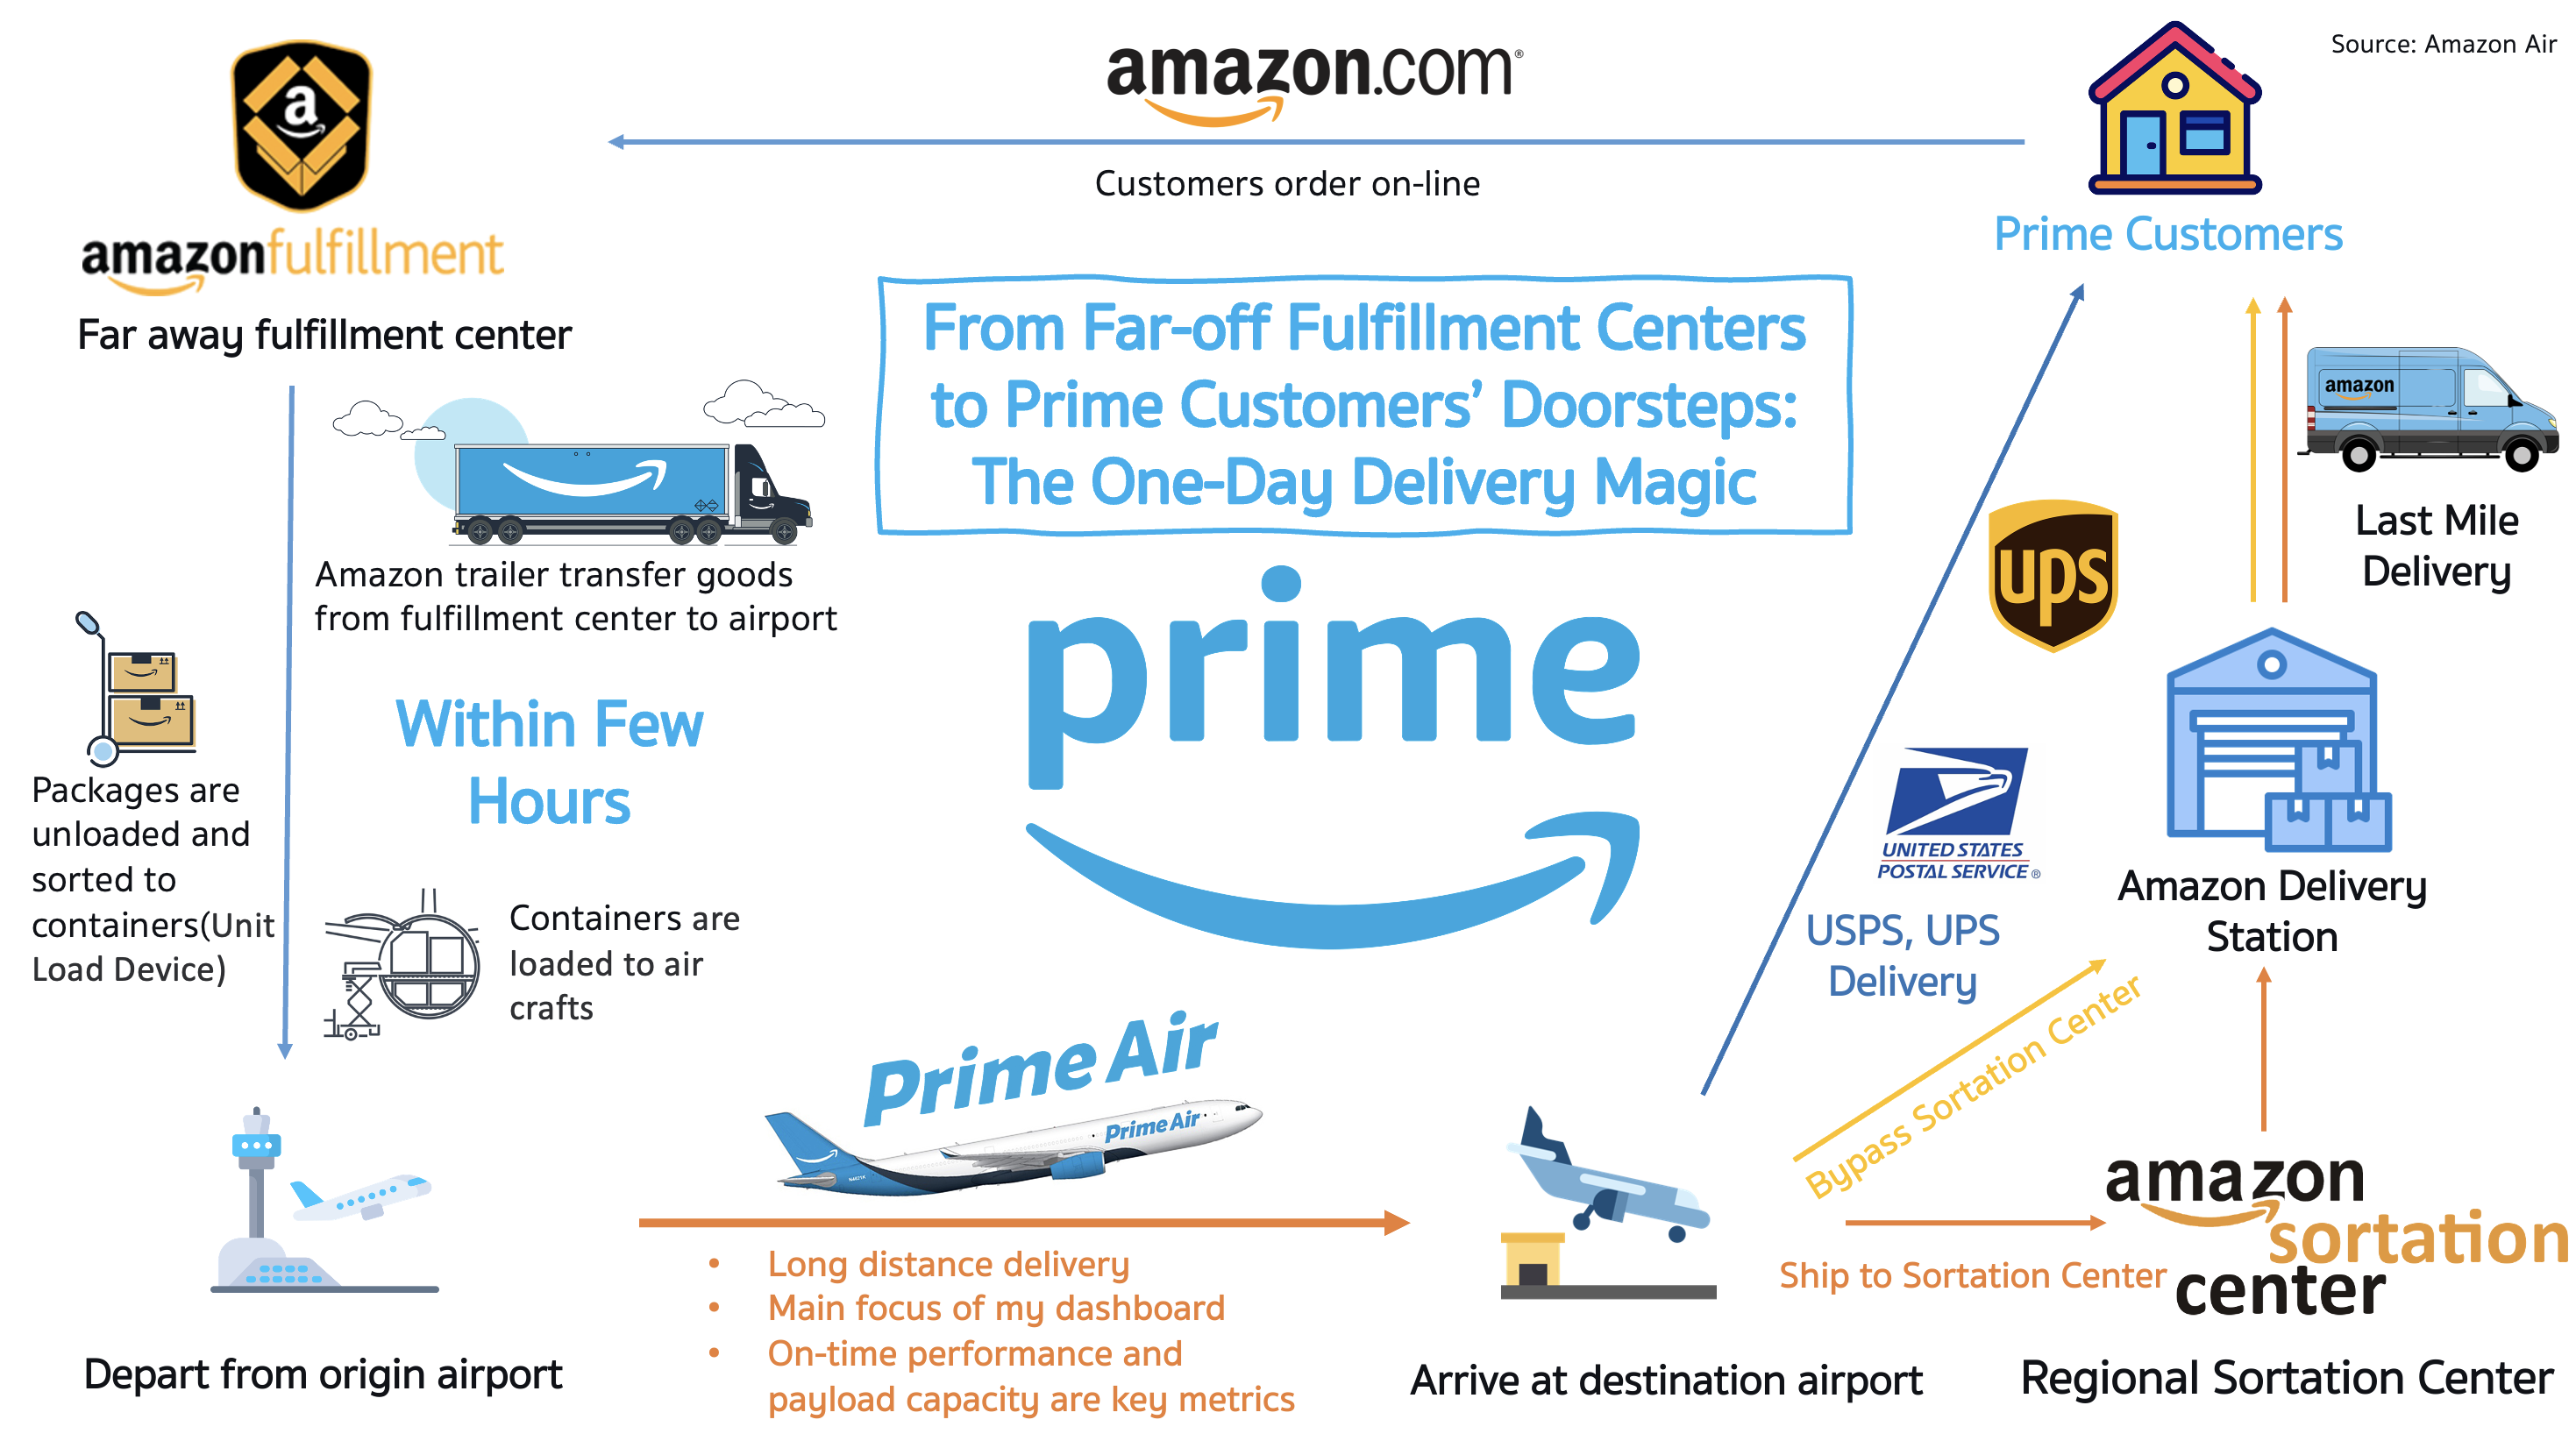 Source: Amazon Air
amazon.com®
Customers order on-line
a
amazonfulfillment
Far away fulfillment center
Prime Customers
From Far-off Fulfillment Centers
to Prime Customers’ Doorsteps:
The One-Day Delivery Magic
Amazon trailer transfer goods
from fulfillment center to airport
Packages are
unloaded and
sorted to
containers(Unit
Load Device)
Within Few
Hours
Containers are
loaded to air
crafts
prime
amazon
Last Mile
Delivery
ups
UNITED STATES
POSTAL SERVICE®
USPS, UPS
Delivery
Amazon Delivery
Station
Bypass Sortation Center
Prime Air
Prime Air
• Long distance delivery
• Main focus of my dashboard
• On-time performance and
payload capacity are key metrics
Ship to Sortation Center
amazon
sortation
center
Depart from origin airport
Arrive at destination airport
Regional Sortation Center